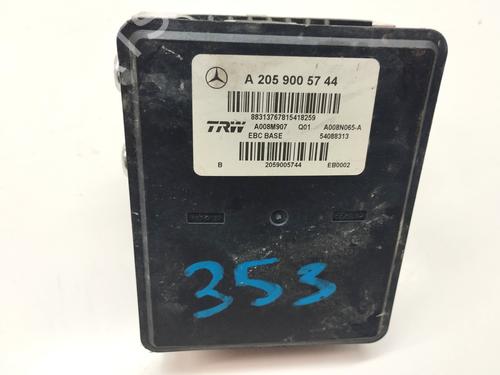 A 205 900 57 44
88313767815418259
TRW
A008M907 Q01 A008N065-A
EBC BASE 54088313
B 2059005744 EB0002
353